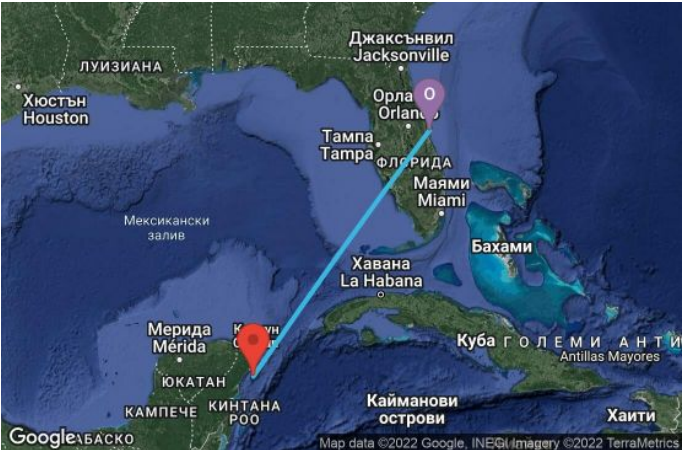 Джаксънвил
Jacksonville
ЛУИЗИАНА
Хюстън
Houston
Орла
O
Orlando
Тампа
Tampa
ФЛОРИДА
Маями
Miami
Мексикански
залив
Бахами
Хавана
La Habana
Мерида
Mérida
Куба
ГОЛЕМИ АНТИ
Antillas Mayores
ЮКАТАН
КАМПЕЧЕ
КИНТАНА
РОО
Кайманови
острови
Хаити
Google
АБАСКО
Map data ©2022 Google, INEGI Imagery ©2022 TerraMetrics